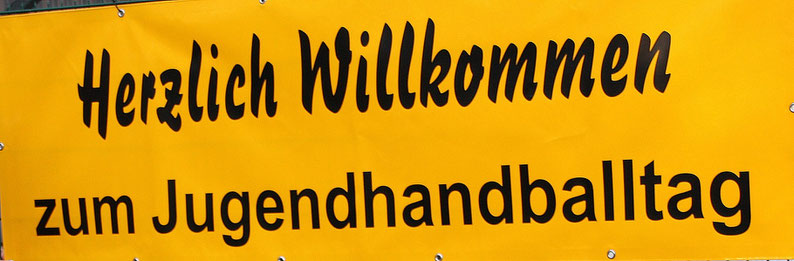 Herzlich Willkommen
zum Jugendhandballtag